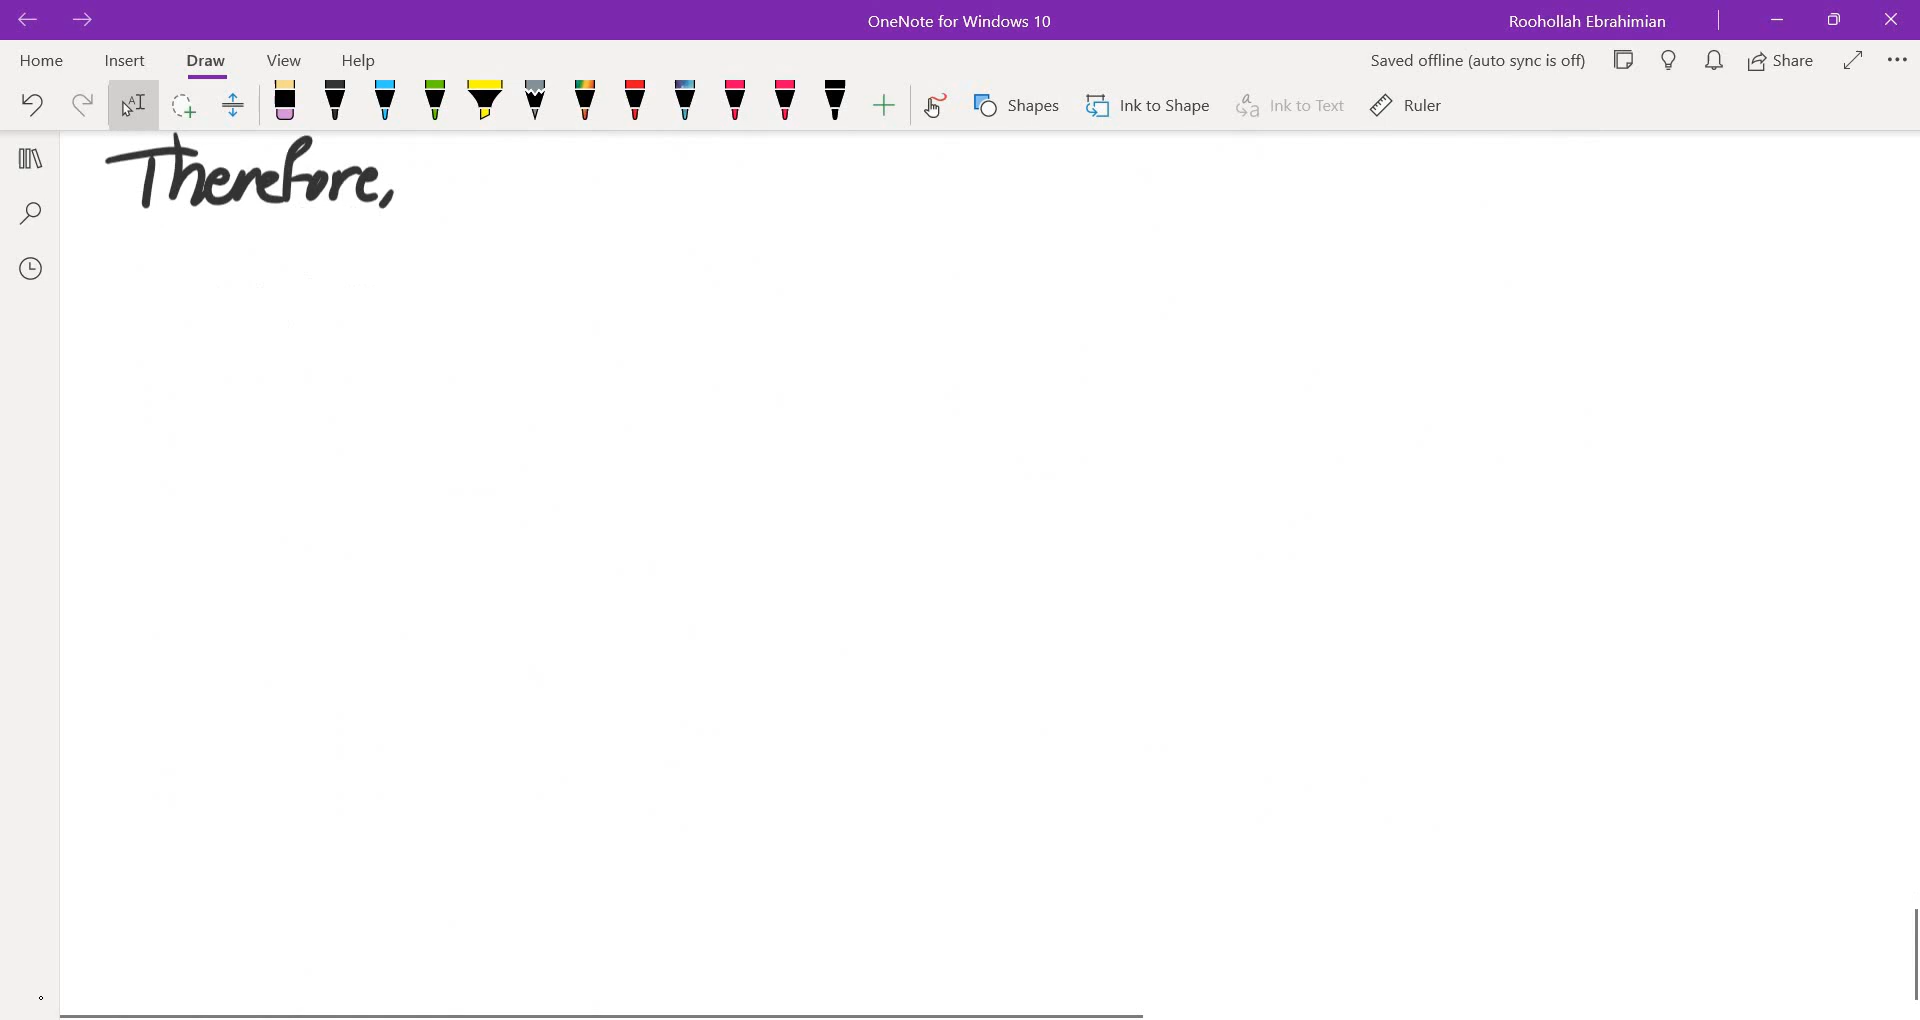 OneNote for Windows 10
Roohollah Ebrahimian
Home Insert Draw View Help
Saved offline (auto sync is off)
Share
Shapes
Ink to Shape
Ink to Text
Ruler
Therefore,